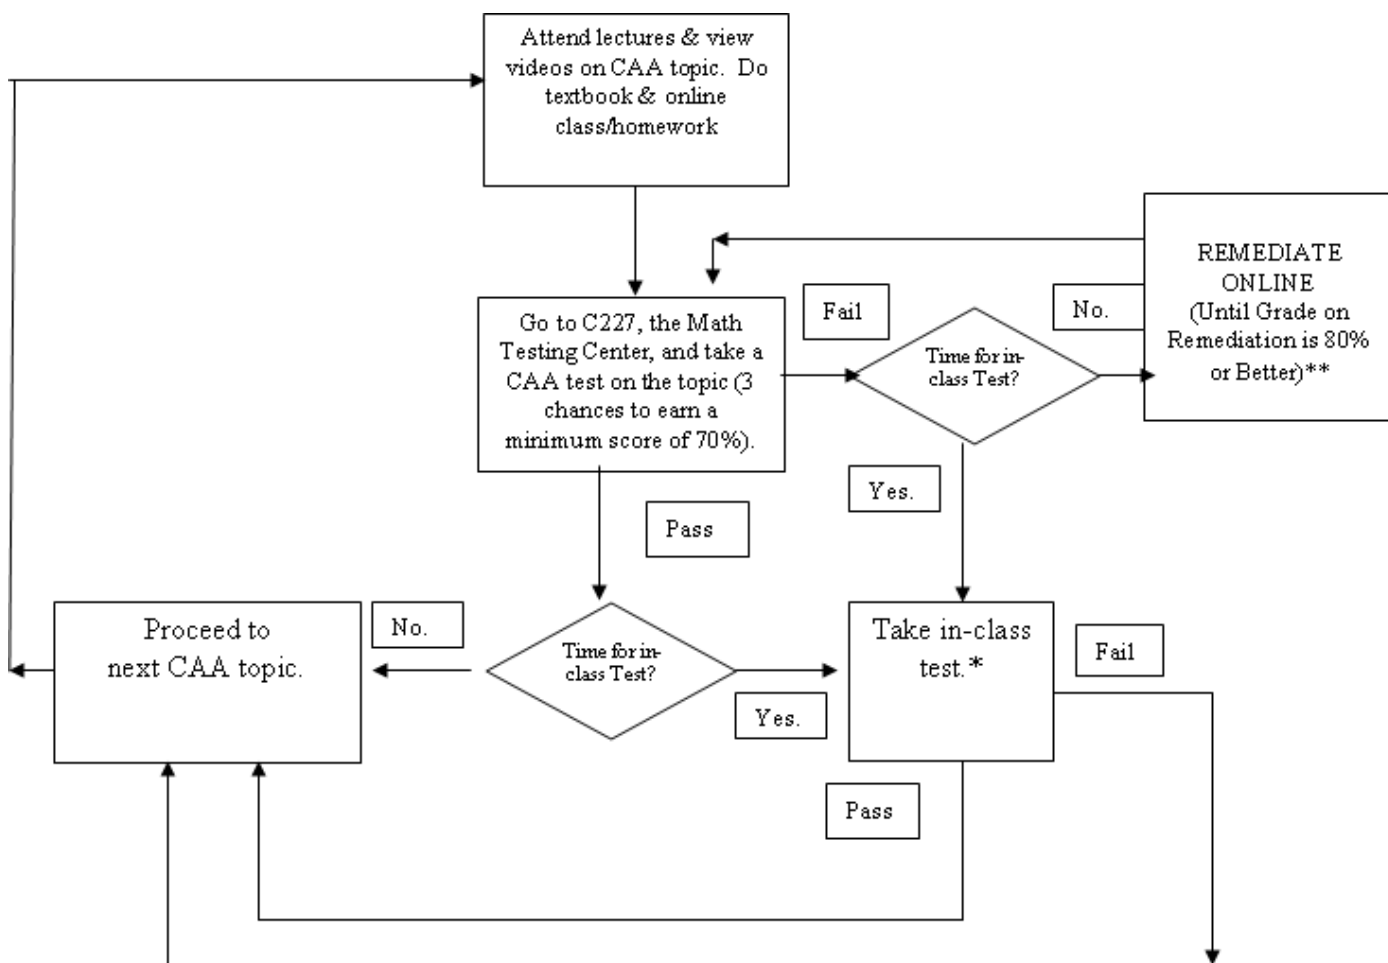 Attend lectures & view
videos on CAA topic.  Do
textbook & online
class/homework
REMEDIATE
ONLINE
(Until Grade on
Remediation is 80%
or Better)**
Fail
No.
Go to C227, the Math
Testing Center, and take a
CAA test on the topic (3
chances to earn a
minimum score of 70%).
Time for in-
class Test?
Yes.
Pass
Proceed to
next CAA topic.
No.
Time for in-
class Test?
Yes.
Take in-class
test.*
Fail
Pass